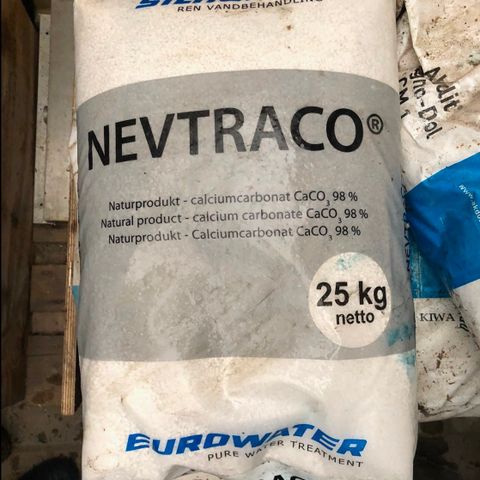 REN VANDBEHANDLING
NEVTRACO®
Naturprodukt - calciumcarbonat CaCO3 98 %
Natural product - calcium carbonate CaCO3 98 %
Naturprodukt - Calciumcarbonat CaCO3 98 %
25 kg
netto
EUROWATER
PURE WATER TREATMENT
KIWA